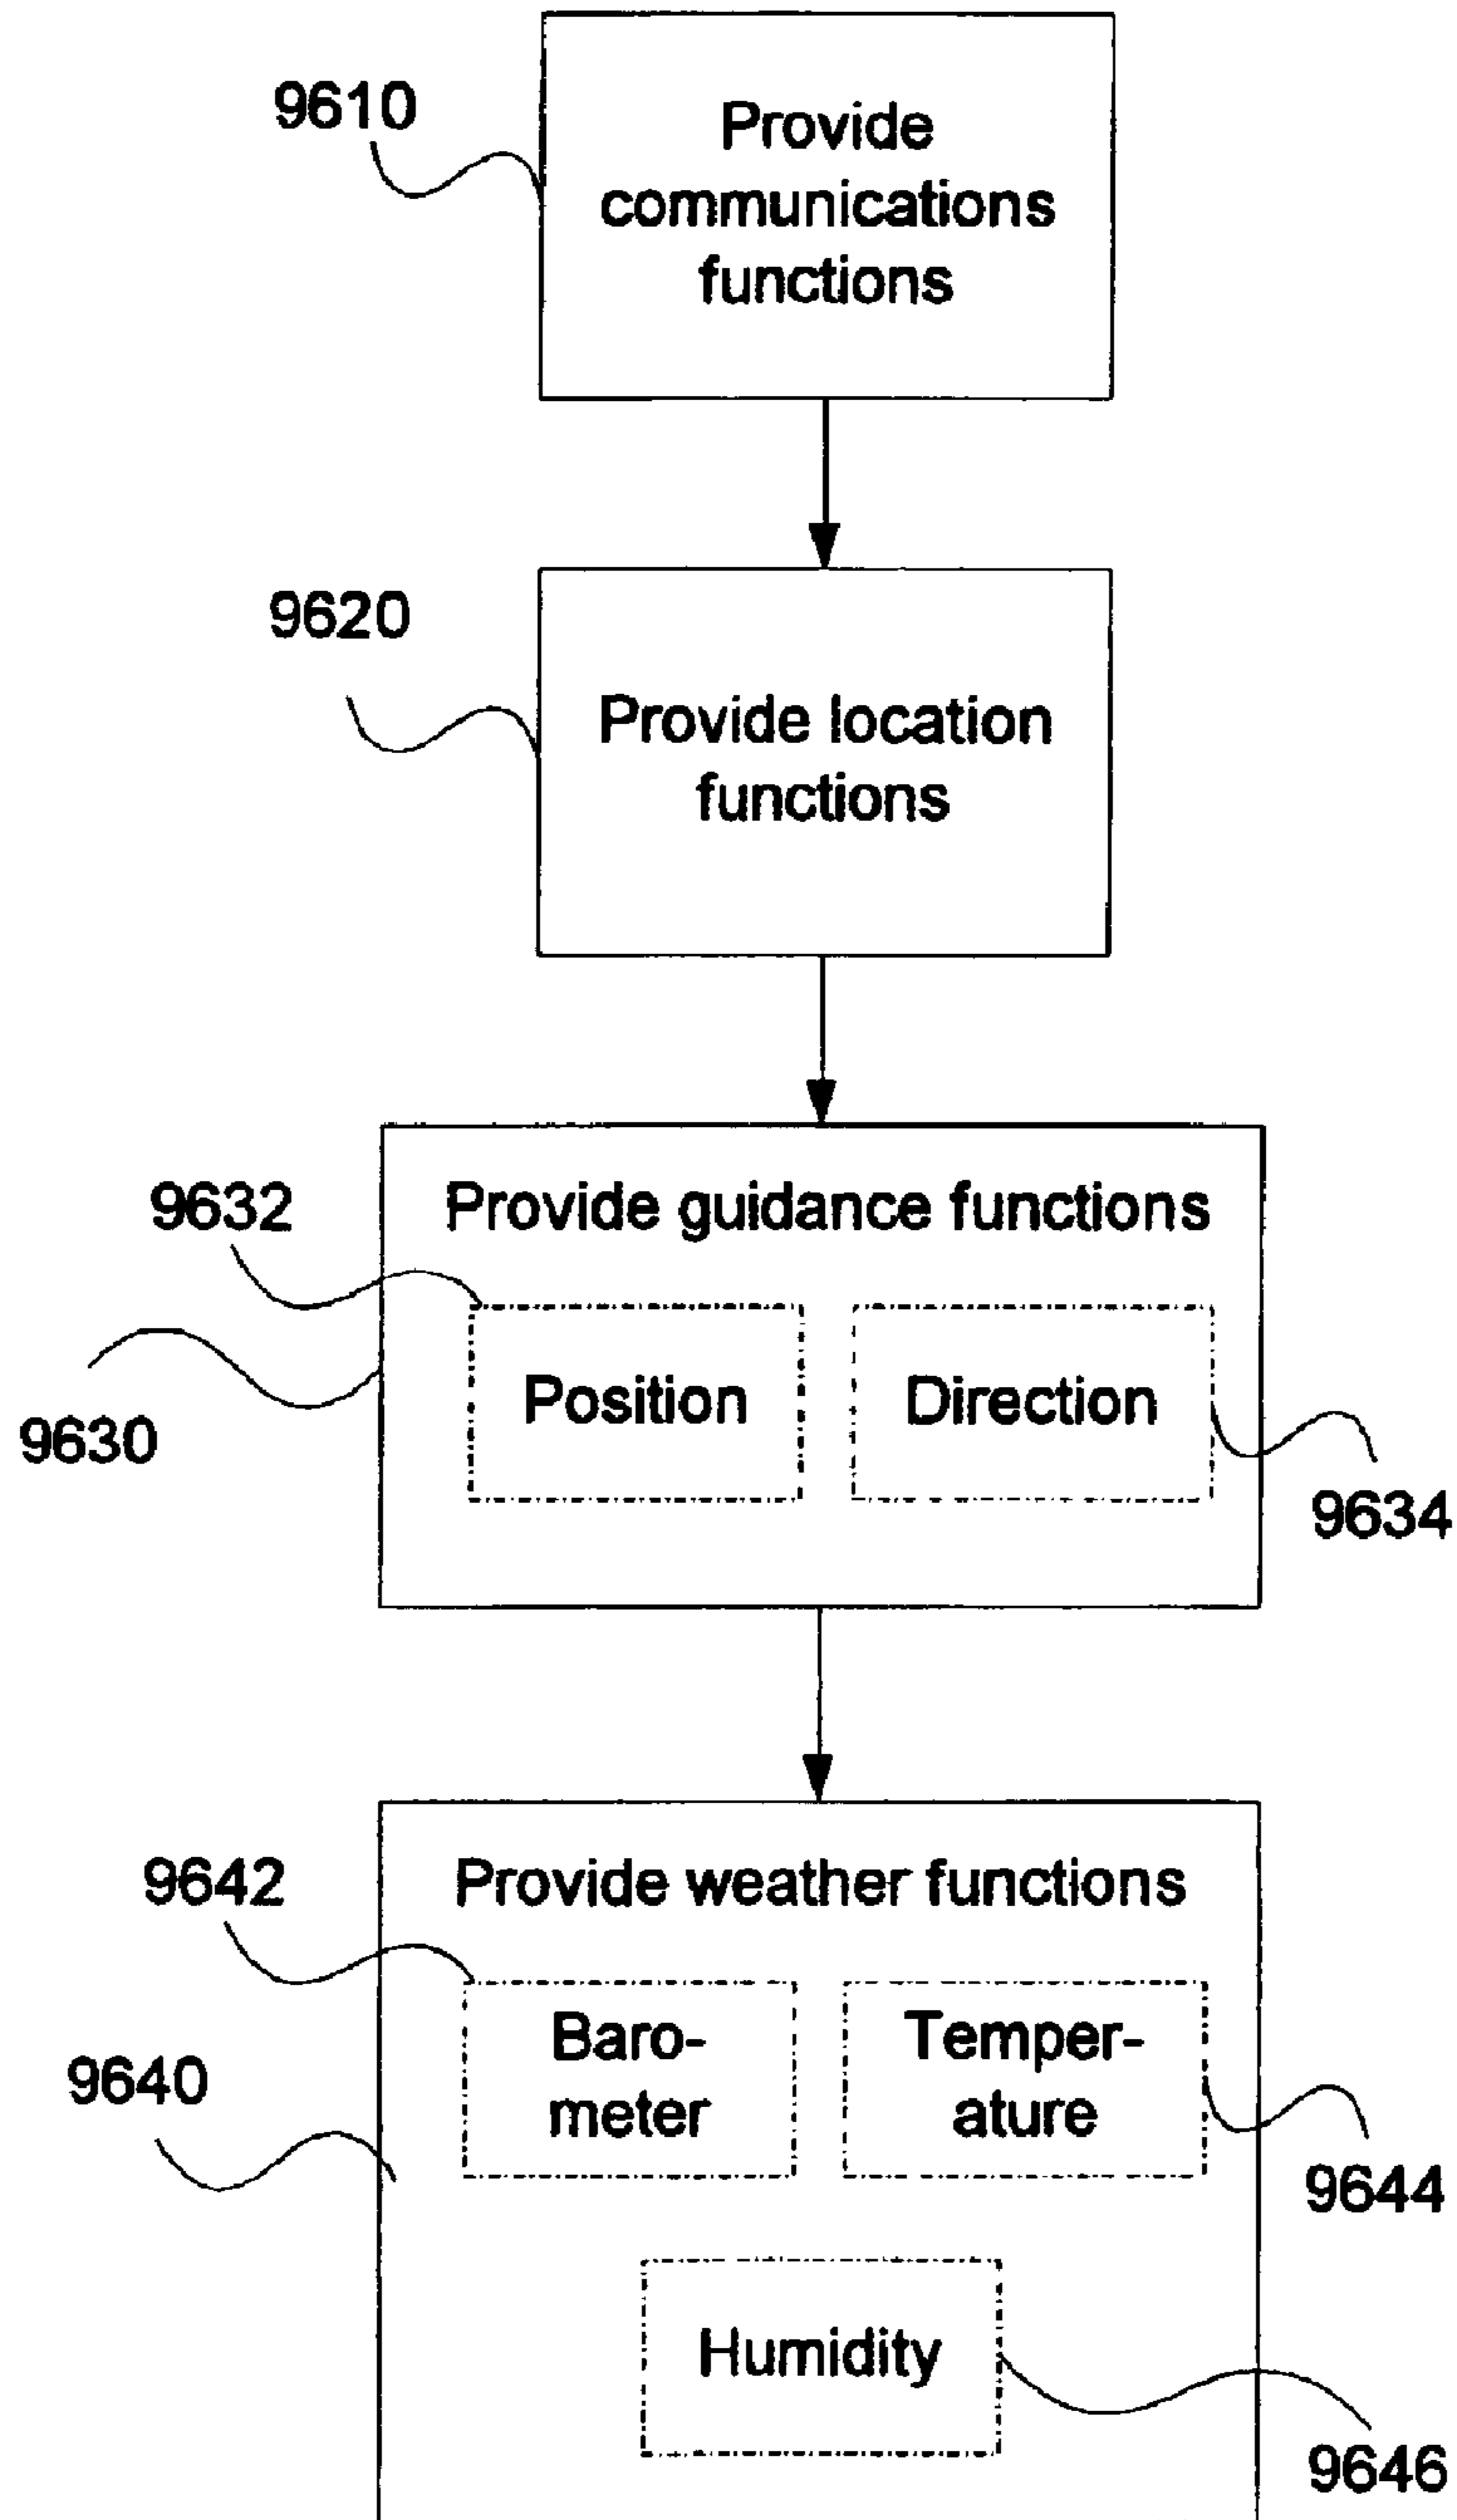 9610
Provide
communications
functions
9620
Provide location
functions
9632
Provide guidance functions
Position
Direction
9630
9634
9642
Provide weather functions
Baro-
meter
Temper-
ature
9640
9644
Humidity
9646